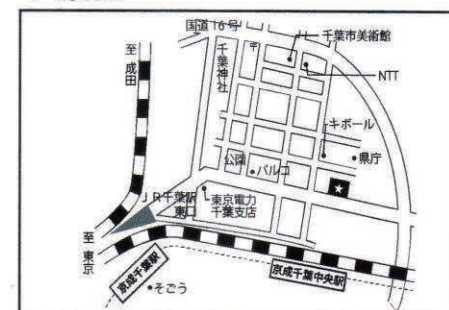 国道16号
千葉市美術館
至成田
千葉神社
〒
NTT
キボール
県庁
公園
パルコ
JR千葉駅
東口
東京電力
千葉支店
至東京
京成千葉駅
京成千葉中央駅
そごう